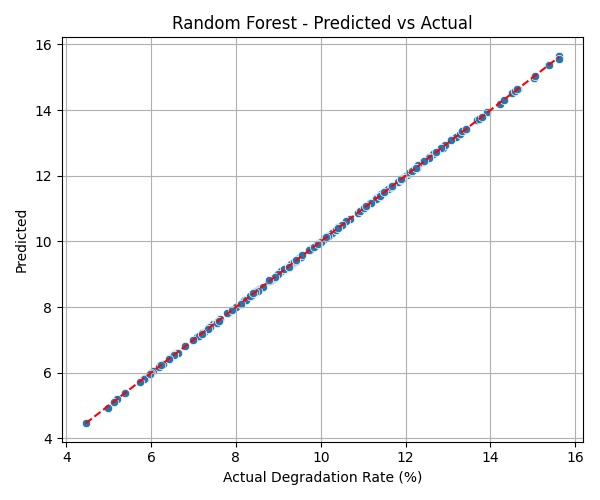 Random Forest - Predicted vs Actual
16
14
12
10
8
6
4
Predicted
4 6 8 10 12 14 16
Actual Degradation Rate (%)